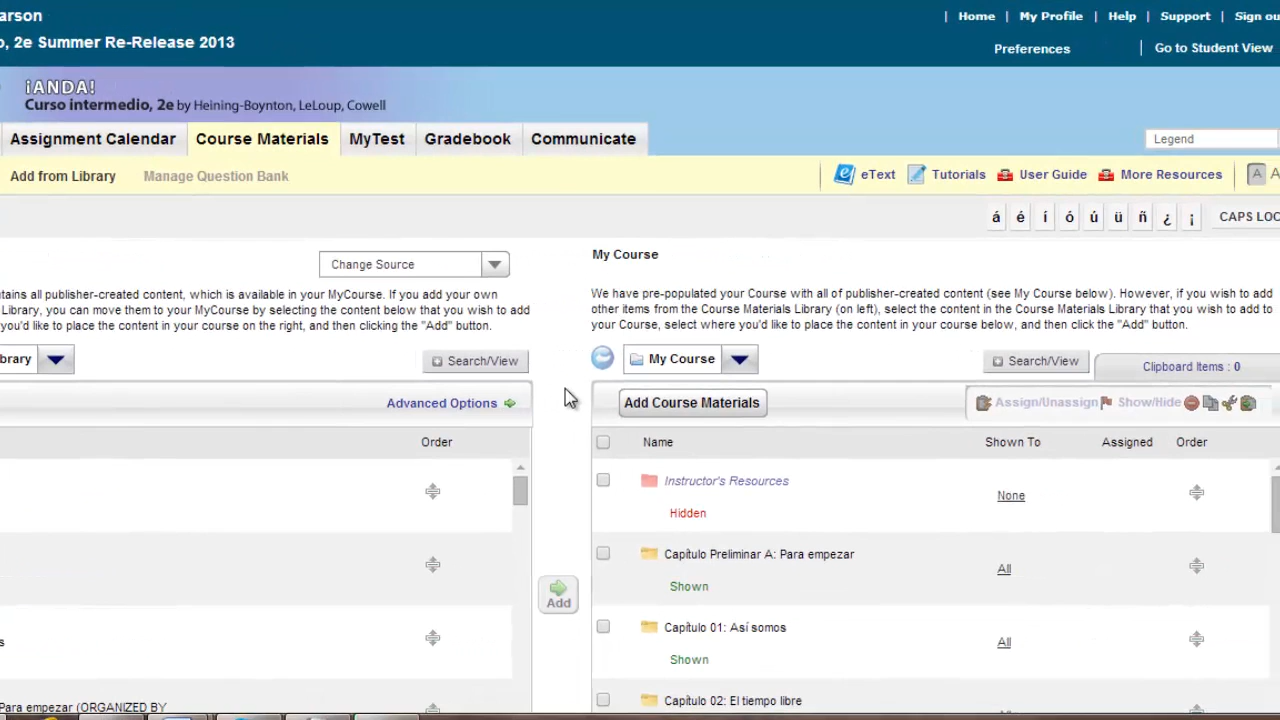 arson
Home | My Profile | Help | Support | Sign ou
o, 2e Summer Re-Release 2013
Preferences | Go to Student View
¡ANDA!
Curso intermedio, 2e by Heining-Boynton, LeLoup, Cowell
Assignment Calendar Course Materials MyTest Gradebook Communicate
Legend
Add from Library Manage Question Bank
eText Tutorials User Guide More Resources A A
á é í ó ú ü ñ ¿ ¡ CAPS LOC
Change Source
My Course
tains all publisher-created content, which is available in your MyCourse. If you add your own
Library, you can move them to your MyCourse by selecting the content below that you wish to add
you'd like to place the content in your course on the right, and then clicking the "Add" button.
We have pre-populated your Course with all of publisher-created content (see My Course below). However, if you wish to add
other items from the Course Materials Library (on left), select the content in the Course Materials Library that you wish to add to
your Course, select where you'd like to place the content in your course below, and then click the "Add" button.
brary Search/View
My Course Search/View Clipboard Items : 0
Advanced Options
Add Course Materials Assign/Unassign Show/Hide
Order
Name Shown To Assigned Order
Instructor's Resources None
Hidden
Capítulo Preliminar A: Para empezar All
Shown
Add
Capítulo 01: Así somos All
Shown
s
Para empezar (ORGANIZED BY
Capítulo 02: El tiempo libre